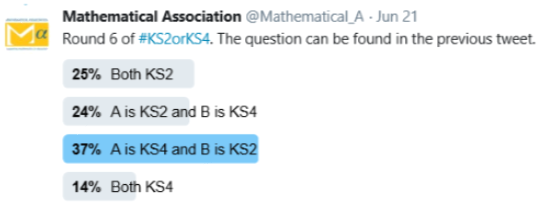 Mathematical Association @Mathematical_A · Jun 21
Round 6 of #KS2orKS4. The question can be found in the previous tweet.
25% Both KS2
24% A is KS2 and B is KS4
37% A is KS4 and B is KS2
14% Both KS4